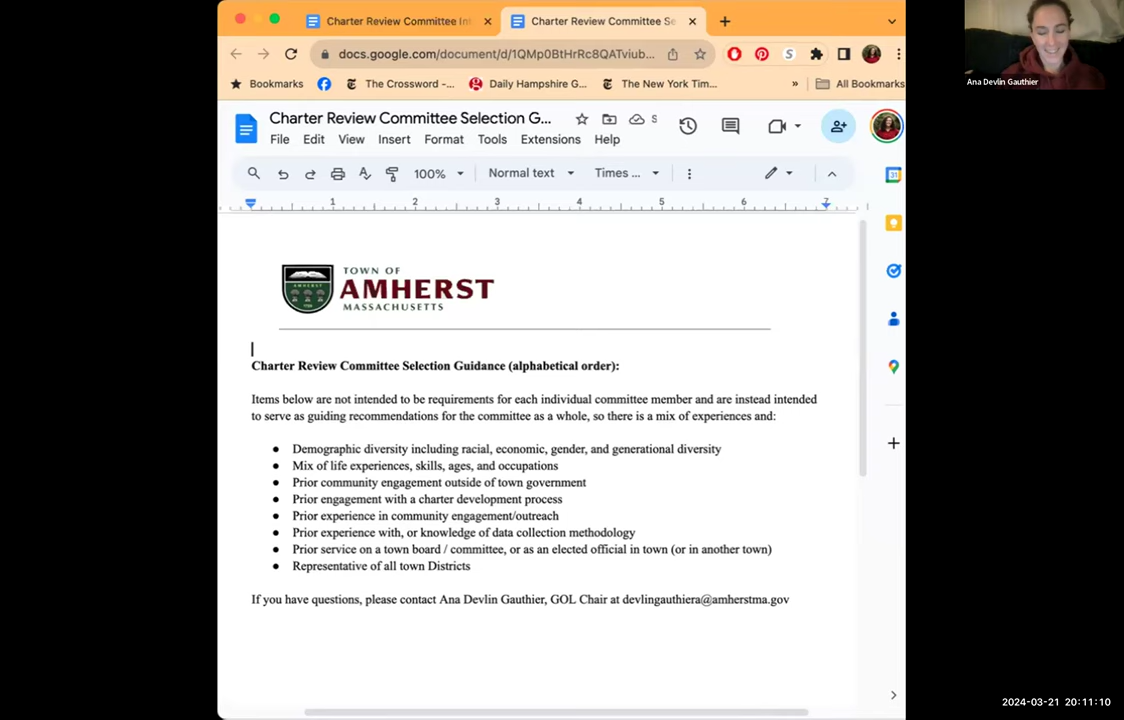 Charter Review Committee Int
Charter Review Committee Se
docs.google.com/document/d/1QMp0BtHrRc8QATviub...
Bookmarks
The Crossword -...
Daily Hampshire G...
The New York Tim...
»
All Bookmarks
Charter Review Committee Selection G...
S
File Edit View Insert Format Tools Extensions Help
100% Normal text Times ...
1 2 3 4 5 6 7
31
TOWN OF
AMHERST
MASSACHUSETTS
Charter Review Committee Selection Guidance (alphabetical order):
Items below are not intended to be requirements for each individual committee member and are instead intended
to serve as guiding recommendations for the committee as a whole, so there is a mix of experiences and:
● Demographic diversity including racial, economic, gender, and generational diversity
● Mix of life experiences, skills, ages, and occupations
● Prior community engagement outside of town government
● Prior engagement with a charter development process
● Prior experience in community engagement/outreach
● Prior experience with, or knowledge of data collection methodology
● Prior service on a town board / committee, or as an elected official in town (or in another town)
● Representative of all town Districts
If you have questions, please contact Ana Devlin Gauthier, GOL Chair at devlingauthiera@amherstma.gov
Ana Devlin Gauthier
2024-03-21 20:11:10